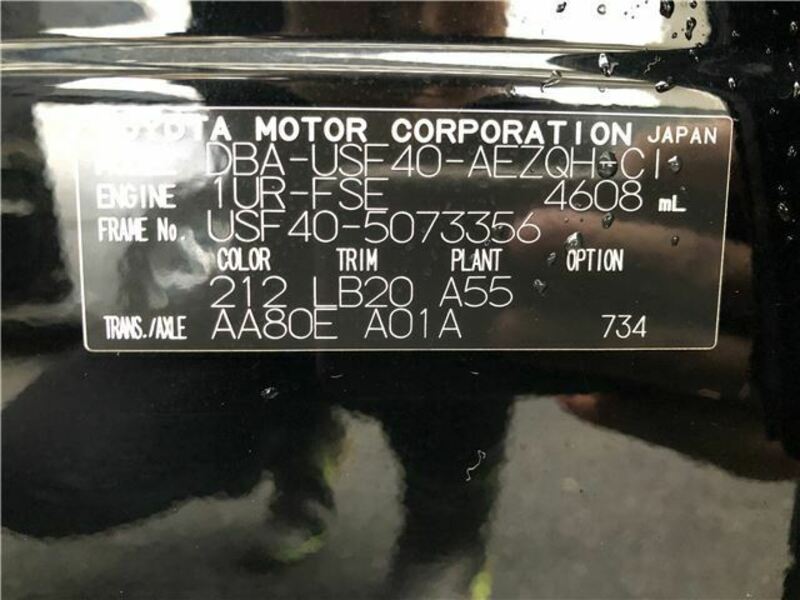 TOYOTA MOTOR CORPORATION JAPAN
DBA-USF40-AEZQH-C
ENGINE 1UR-FSE 4608 mL
FRAME No. USF40-5073356
COLOR TRIM PLANT OPTION
212 LB20 A55
TRANS./AXLE AA80E A01A 734